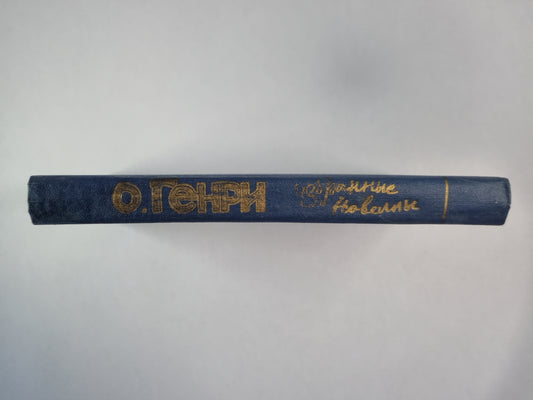 О. ГЕНРИ
Избранные
новеллы